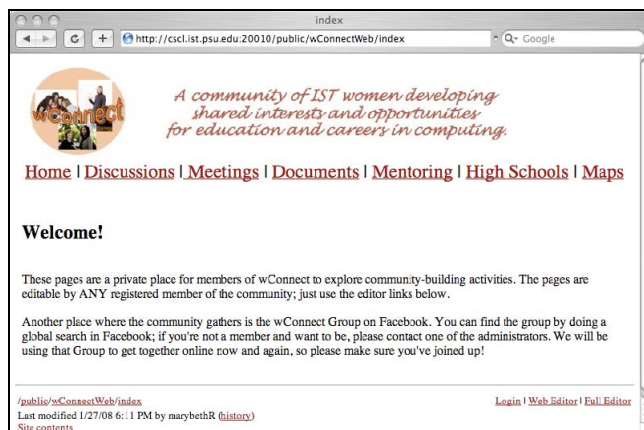 index
http://cscl.ist.psu.edu:20010/public/wConnectWeb/index
Google
wConnect
A community of IST women developing
shared interests and opportunities
for education and careers in computing.
Home | Discussions | Meetings | Documents | Mentoring | High Schools | Maps
Welcome!
These pages are a private place for members of wConnect to explore community-building activities. The pages are
editable by ANY registered member of the community; just use the editor links below.
Another place where the community gathers is the wConnect Group on Facebook. You can find the group by doing a
global search in Facebook; if you're not a member and want to be, please contact one of the administrators. We will be
using that Group to get together online now and again, so please make sure you've joined up!
/public/wConnectWeb/index
Login | Web Editor | Full Editor
Last modified 1/27/08 6:11 PM by marybethR (history)
Site contents